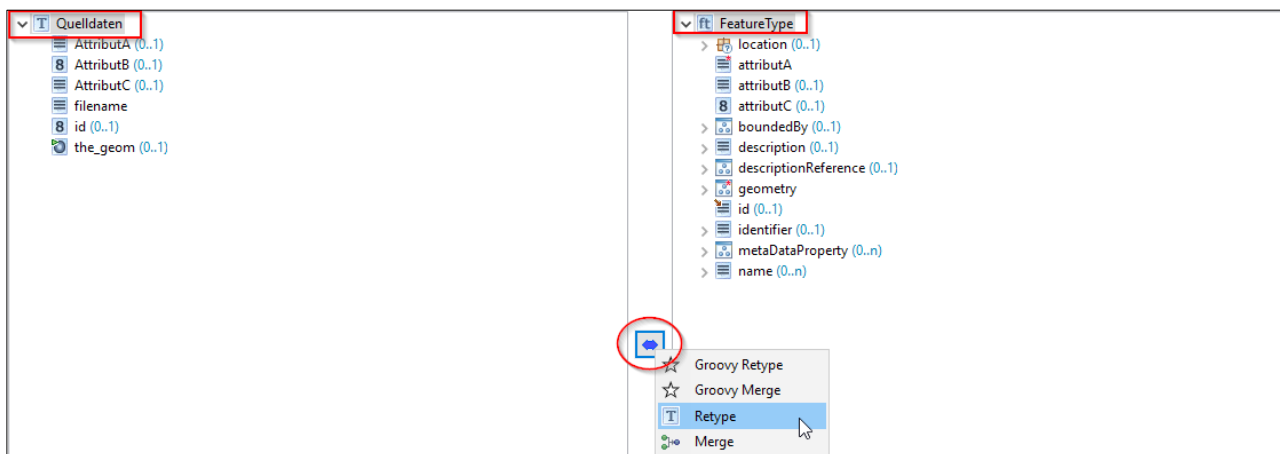 Quelldaten
AttributA (0..1)
AttributB (0..1)
AttributC (0..1)
filename
id (0..1)
the_geom (0..1)
FeatureType
location (0..1)
attributA
attributB (0..1)
attributC (0..1)
boundedBy (0..1)
description (0..1)
descriptionReference (0..1)
geometry
id (0..1)
identifier (0..1)
metaDataProperty (0..n)
name (0..n)
Groovy Retype
Groovy Merge
Retype
Merge